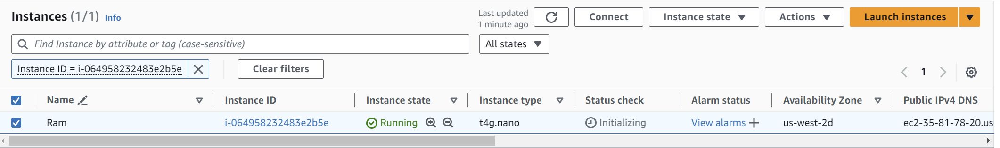 Instances (1/1) Info
Last updated
1 minute ago
Connect
Instance state
Actions
Launch instances
Find Instance by attribute or tag (case-sensitive)
All states
Instance ID = i-064958232483e2b5e
Clear filters
1
Name Instance ID Instance state Instance type Status check Alarm status Availability Zone Public IPv4 DNS
Ram i-064958232483e2b5e Running t4g.nano Initializing View alarms + us-west-2d ec2-35-81-78-20.us-